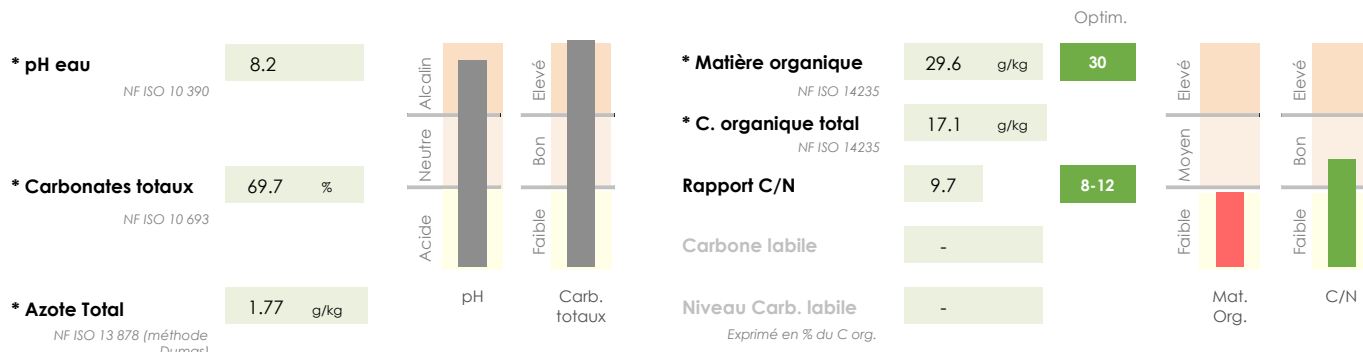 Optim.
* pH eau
8.2
NF ISO 10 390
Alcalin
Neutre
Acide
pH
Elevé
Bon
Faible
Carb.
totaux
* Carbonates totaux
69.7 %
NF ISO 10 693
* Azote Total
1.77 g/kg
NF ISO 13 878 (méthode
Dumas)
* Matière organique
29.6 g/kg
30
NF ISO 14235
* C. organique total
17.1 g/kg
NF ISO 14235
Rapport C/N
9.7
8-12
Carbone labile
-
Niveau Carb. labile
-
Exprimé en % du C org.
Elevé
Moyen
Faible
Mat.
Org.
Elevé
Bon
Faible
C/N